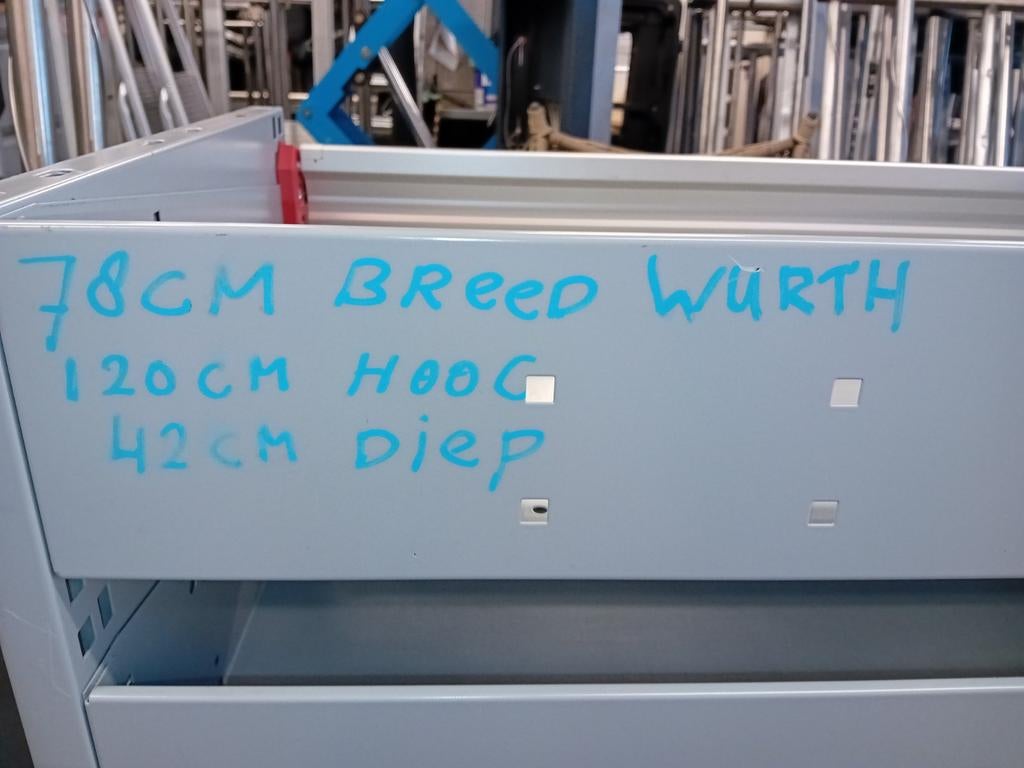 78CM BReeD WURTH
120CM HOOG
42CM Diep